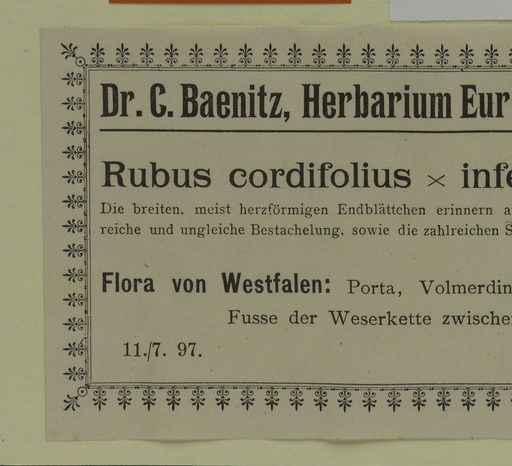 Dr. C. Baenitz, Herbarium Eur
Rubus cordifolius × infe
Die breiten. meist herzförmigen Endblättchen erinnern a
reiche und ungleiche Bestachelung, sowie die zahlreichen S
Flora von Westfalen: Porta, Volmerdin
Fusse der Weserkette zwische
11./7. 97.